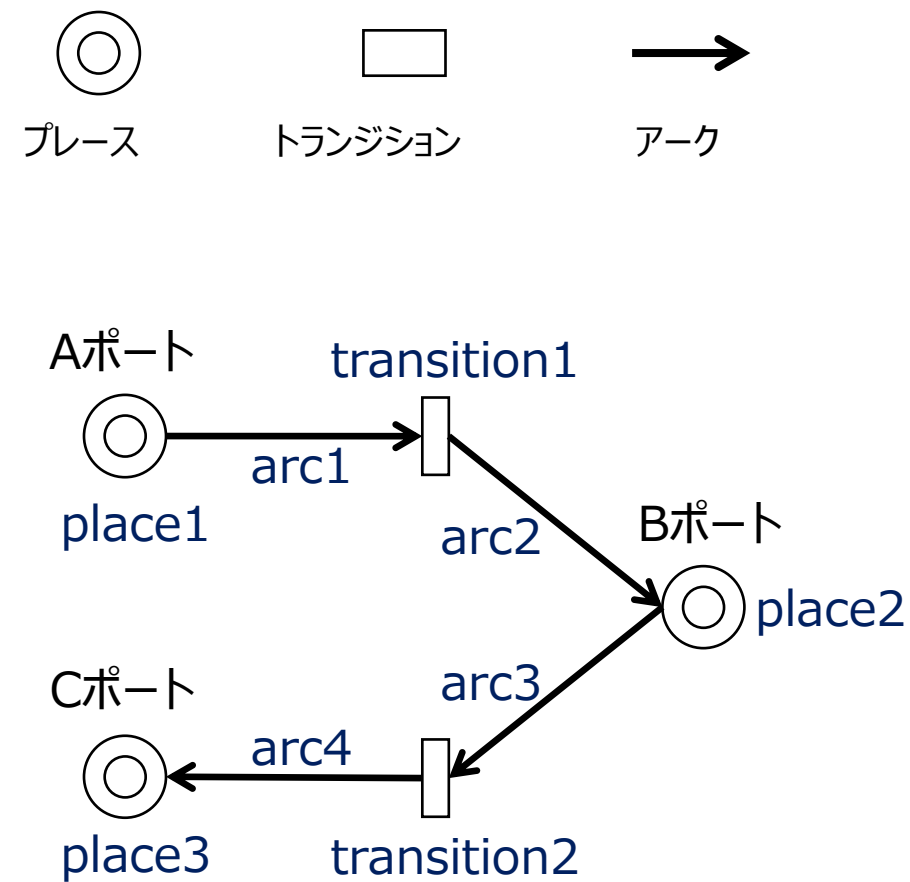 プレース
トランジション
アーク
Aポート
transition1
arc1
place1
arc2
Bポート
place2
arc3
Cポート
arc4
place3
transition2